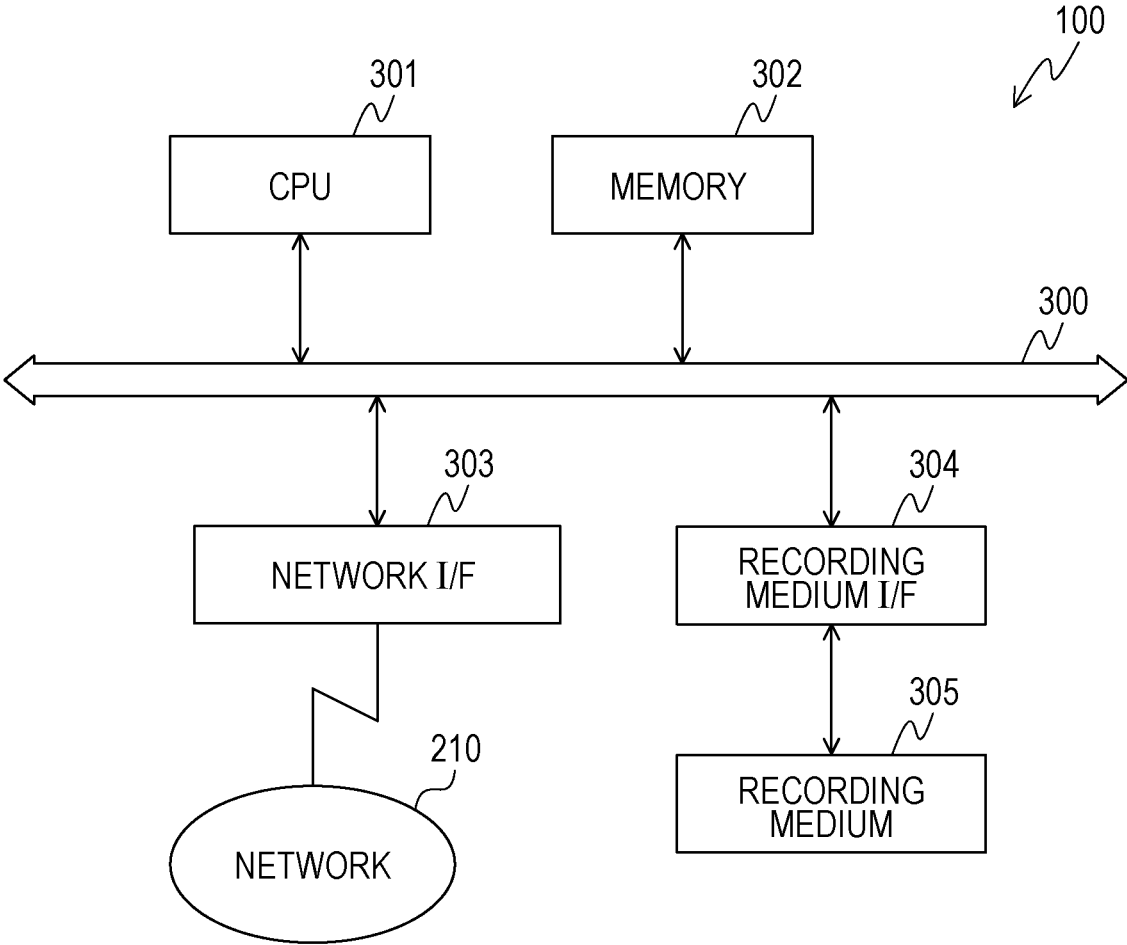 100
301
302
CPU
MEMORY
300
303
304
NETWORK I/F
RECORDING
MEDIUM I/F
305
210
RECORDING
MEDIUM
NETWORK